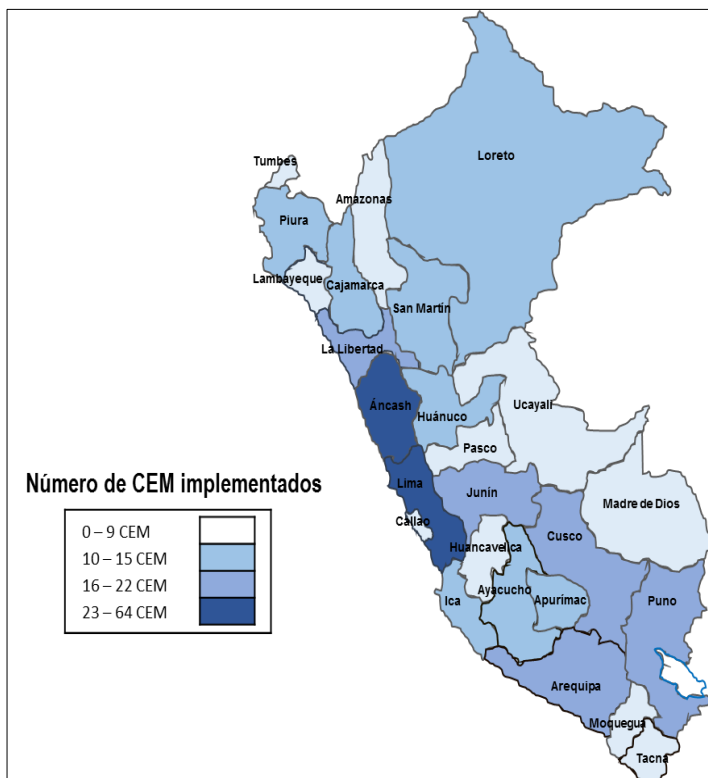 Loreto
Tumbes
Amazonas
Piura
Lambayeque
Cajamarca
San Martín
La Libertad
Áncash
Huánuco
Ucayali
Pasco
Número de CEM implementados
Lima
Junín
Madre de Dios
Callao
Cusco
Huancavelica
0 – 9 CEM
10 – 15 CEM
16 – 22 CEM
23 – 64 CEM
Ayacucho
Apurímac
Ica
Puno
Arequipa
Moquegua
Tacna